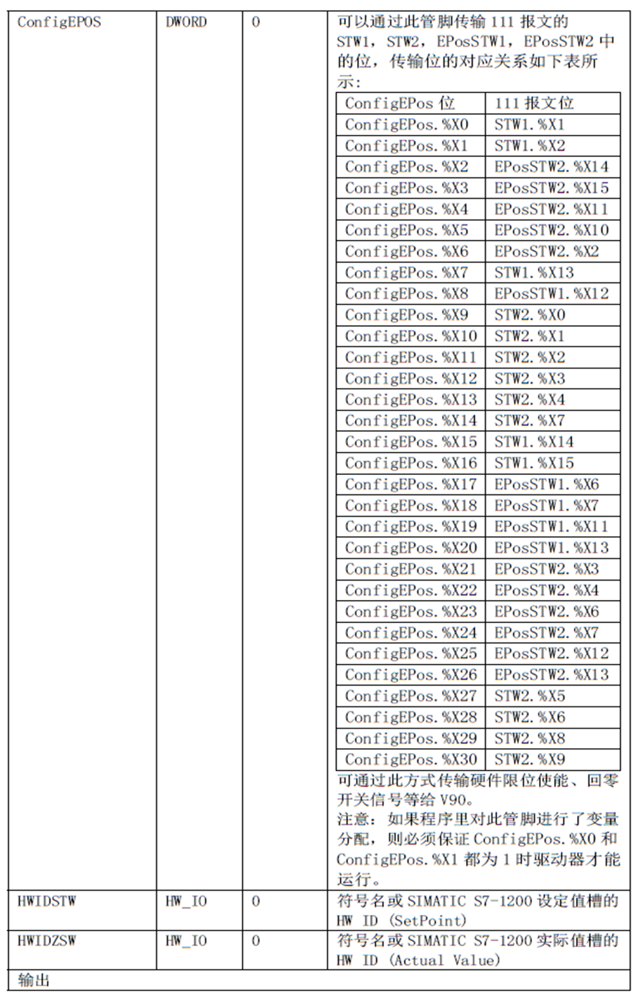 ConfigEPOS DWORD 0 可以通过此管脚传输 111 报文的
STW1，STW2，EPosSTW1，EPosSTW2 中
的位，传输位的对应关系如下表所
示:
ConfigEPos 位 111 报文位
ConfigEPos.%X0 STW1.%X1
ConfigEPos.%X1 STW1.%X2
ConfigEPos.%X2 EPosSTW2.%X14
ConfigEPos.%X3 EPosSTW2.%X15
ConfigEPos.%X4 EPosSTW2.%X11
ConfigEPos.%X5 EPosSTW2.%X10
ConfigEPos.%X6 EPosSTW2.%X2
ConfigEPos.%X7 STW1.%X13
ConfigEPos.%X8 EPosSTW1.%X12
ConfigEPos.%X9 STW2.%X0
ConfigEPos.%X10 STW2.%X1
ConfigEPos.%X11 STW2.%X2
ConfigEPos.%X12 STW2.%X3
ConfigEPos.%X13 STW2.%X4
ConfigEPos.%X14 STW2.%X7
ConfigEPos.%X15 STW1.%X14
ConfigEPos.%X16 STW1.%X15
ConfigEPos.%X17 EPosSTW1.%X6
ConfigEPos.%X18 EPosSTW1.%X7
ConfigEPos.%X19 EPosSTW1.%X11
ConfigEPos.%X20 EPosSTW1.%X13
ConfigEPos.%X21 EPosSTW2.%X3
ConfigEPos.%X22 EPosSTW2.%X4
ConfigEPos.%X23 EPosSTW2.%X6
ConfigEPos.%X24 EPosSTW2.%X7
ConfigEPos.%X25 EPosSTW2.%X12
ConfigEPos.%X26 EPosSTW2.%X13
ConfigEPos.%X27 STW2.%X5
ConfigEPos.%X28 STW2.%X6
ConfigEPos.%X29 STW2.%X8
ConfigEPos.%X30 STW2.%X9
可通过此方式传输硬件限位使能、回零
开关信号等给 V90。
注意：如果程序里对此管脚进行了变量
分配，则必须保证 ConfigEPos.%X0 和
ConfigEPos.%X1 都为 1 时驱动器才能
运行。
HWIDSTW HW_IO 0 符号名或 SIMATIC S7-1200 设定值槽的
HW ID (SetPoint)
HWIDZSW HW_IO 0 符号名或 SIMATIC S7-1200 实际值槽的
HW ID (Actual Value)
输出